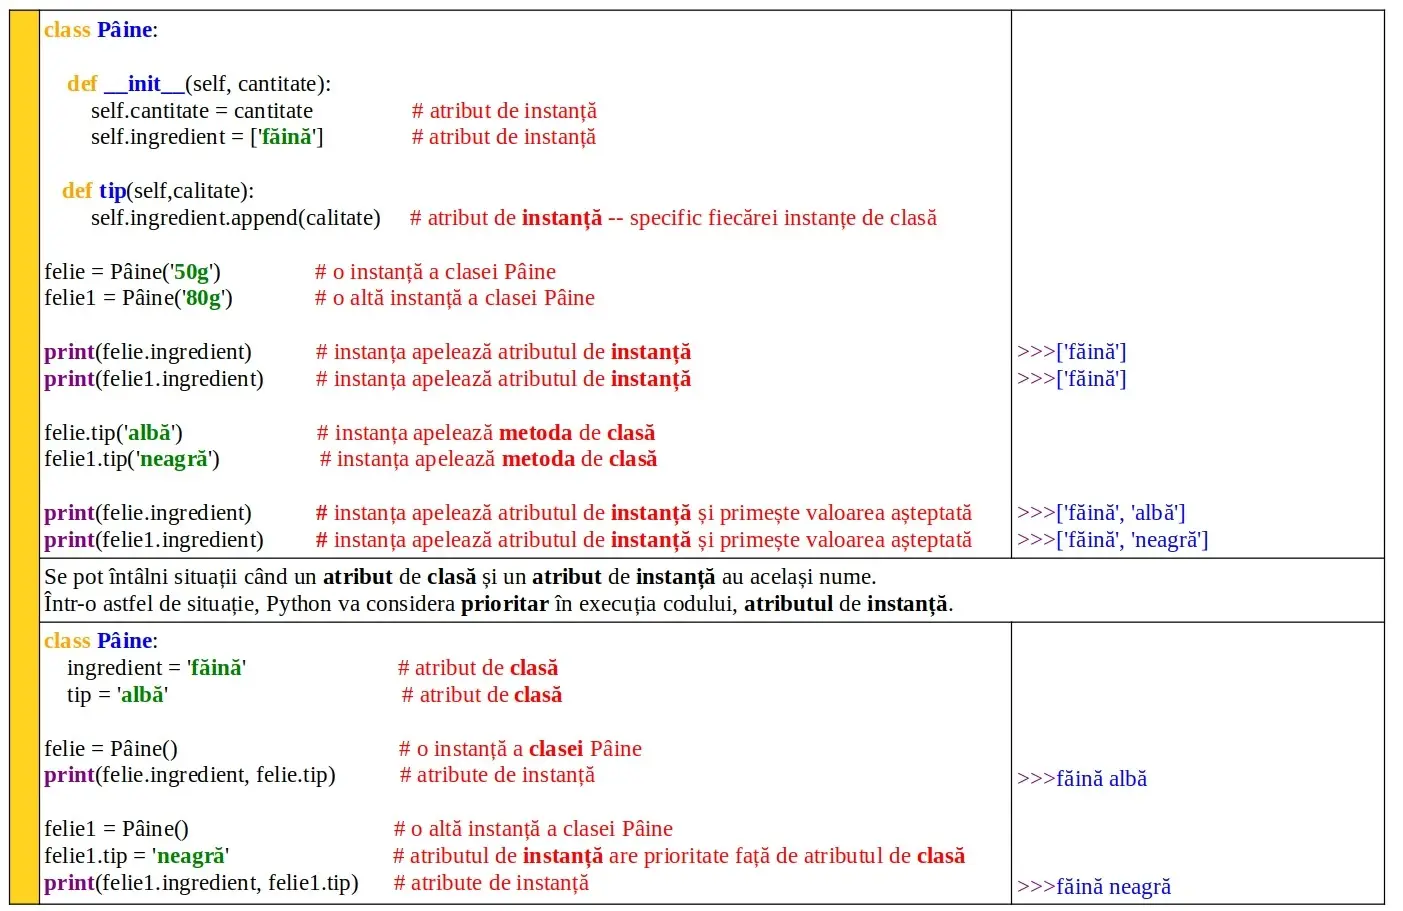 class Pâine:
def __init__(self, cantitate):
self.cantitate = cantitate # atribut de instanță
self.ingredient = ['făină'] # atribut de instanță
def tip(self,calitate):
self.ingredient.append(calitate) # atribut de instanță -- specific fiecărei instanțe de clasă
felie = Pâine('50g') # o instanță a clasei Pâine
felie1 = Pâine('80g') # o altă instanță a clasei Pâine
print(felie.ingredient) # instanța apelează atributul de instanță >>>['făină']
print(felie1.ingredient) # instanța apelează atributul de instanță >>>['făină']
felie.tip('albă') # instanța apelează metoda de clasă
felie1.tip('neagră') # instanța apelează metoda de clasă
print(felie.ingredient) # instanța apelează atributul de instanță și primește valoarea așteptată >>>['făină', 'albă']
print(felie1.ingredient) # instanța apelează atributul de instanță și primește valoarea așteptată >>>['făină', 'neagră']
Se pot întâlni situații când un atribut de clasă și un atribut de instanță au același nume.
Într-o astfel de situație, Python va considera prioritar în execuția codului, atributul de instanță.
class Pâine:
ingredient = 'făină' # atribut de clasă
tip = 'albă' # atribut de clasă
felie = Pâine() # o instanță a clasei Pâine
print(felie.ingredient, felie.tip) # atribute de instanță >>>făină albă
felie1 = Pâine() # o altă instanță a clasei Pâine
felie1.tip = 'neagră' # atributul de instanță are prioritate față de atributul de clasă
print(felie1.ingredient, felie1.tip) # atribute de instanță >>>făină neagră